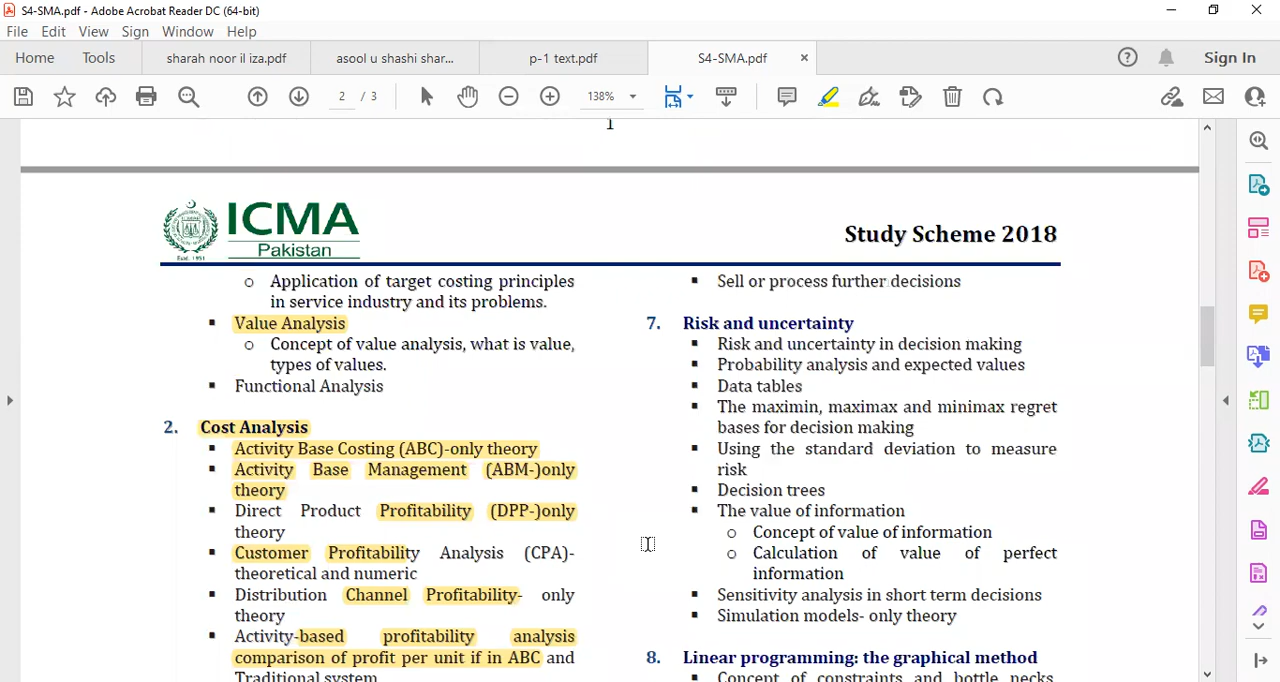 S4-SMA.pdf - Adobe Acrobat Reader DC (64-bit)
File Edit View Sign Window Help
Home Tools sharah noor il iza.pdf asool u shashi shar... p-1 text.pdf S4-SMA.pdf × Sign In
2 / 3 138%
1
ICMA
Pakistan
Study Scheme 2018
o Application of target costing principles
in service industry and its problems.
▪ Value Analysis
o Concept of value analysis, what is value,
types of values.
▪ Functional Analysis
2. Cost Analysis
▪ Activity Base Costing (ABC)-only theory
▪ Activity Base Management (ABM-)only
theory
▪ Direct Product Profitability (DPP-)only
theory
▪ Customer Profitability Analysis (CPA)-
theoretical and numeric
▪ Distribution Channel Profitability- only
theory
▪ Activity-based profitability analysis
comparison of profit per unit if in ABC and
Traditional system
▪ Sell or process further decisions
7. Risk and uncertainty
▪ Risk and uncertainty in decision making
▪ Probability analysis and expected values
▪ Data tables
▪ The maximin, maximax and minimax regret
bases for decision making
▪ Using the standard deviation to measure
risk
▪ Decision trees
▪ The value of information
o Concept of value of information
o Calculation of value of perfect
information
▪ Sensitivity analysis in short term decisions
▪ Simulation models- only theory
8. Linear programming: the graphical method
▪ Concept of constraints and bottle necks,